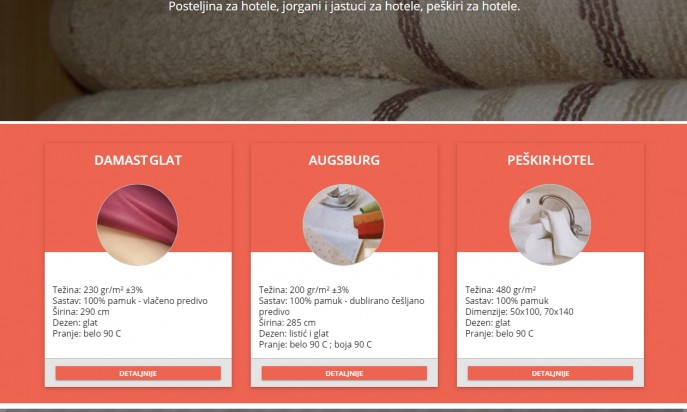 Posteljina za hotele, jorgani i jastuci za hotele, peškiri za hotele.
DAMAST GLAT
Težina: 230 gr/m² ±3%
Sastav: 100% pamuk - vlačeno predivo
Širina: 290 cm
Dezen: glat
Pranje: belo 90 C
DETALJNIJE
AUGSBURG
Težina: 200 gr/m² ±3%
Sastav: 100% pamuk - dublirano češljano
predivo
Širina: 285 cm
Dezen: listić i glat
Pranje: belo 90 C ; boja 90 C
DETALJNIJE
PEŠKIR HOTEL
Težina: 480 gr/m²
Sastav: 100% pamuk
Dimenzije: 50x100, 70x140
Dezen: glat
Pranje: belo 90 C
DETALJNIJE